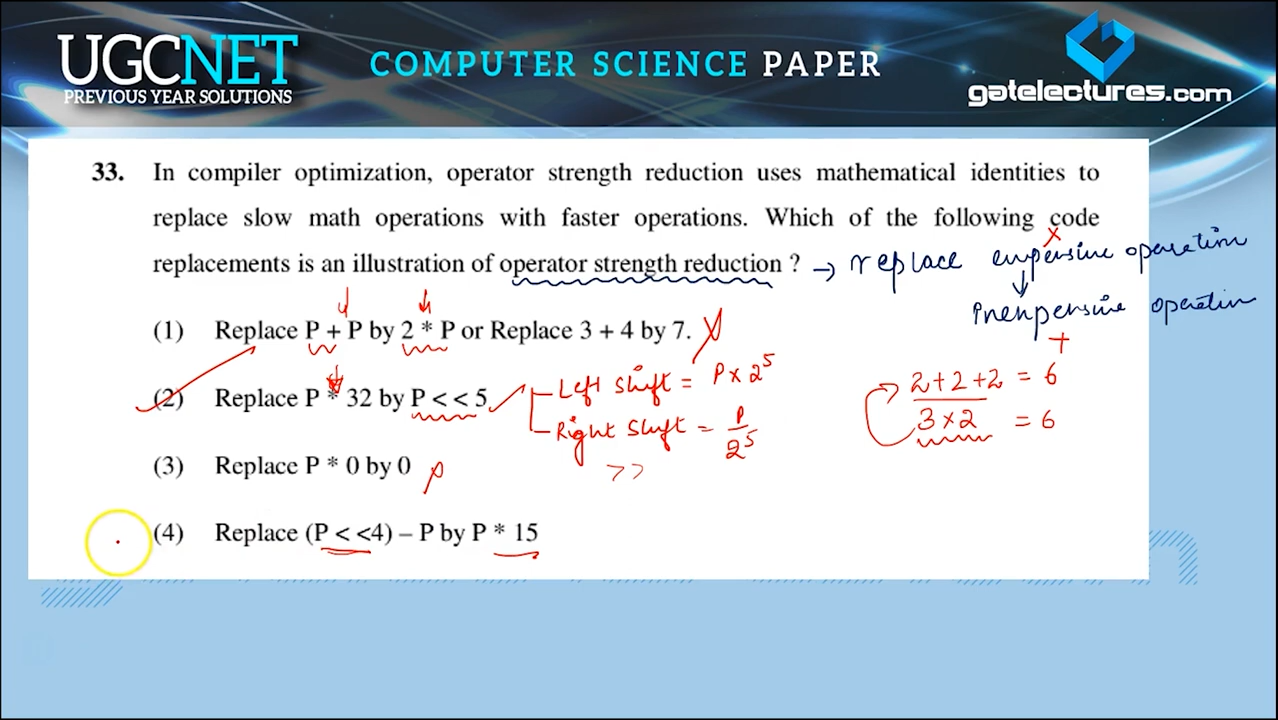 UGCNET
PREVIOUS YEAR SOLUTIONS
COMPUTER SCIENCE PAPER
gatelectures.com
33. In compiler optimization, operator strength reduction uses mathematical identities to
replace slow math operations with faster operations. Which of the following code
replacements is an illustration of operator strength reduction ? → replace expensive operation
Inexpensive operation
(1) Replace P + P by 2 * P or Replace 3 + 4 by 7.
(2) Replace P * 32 by P < < 5
Left Shift = P × 2^5
Right Shift = P/2^5
>>
+
2+2+2 = 6
3×2 = 6
(3) Replace P * 0 by 0
(4) Replace (P < <4) – P by P * 15